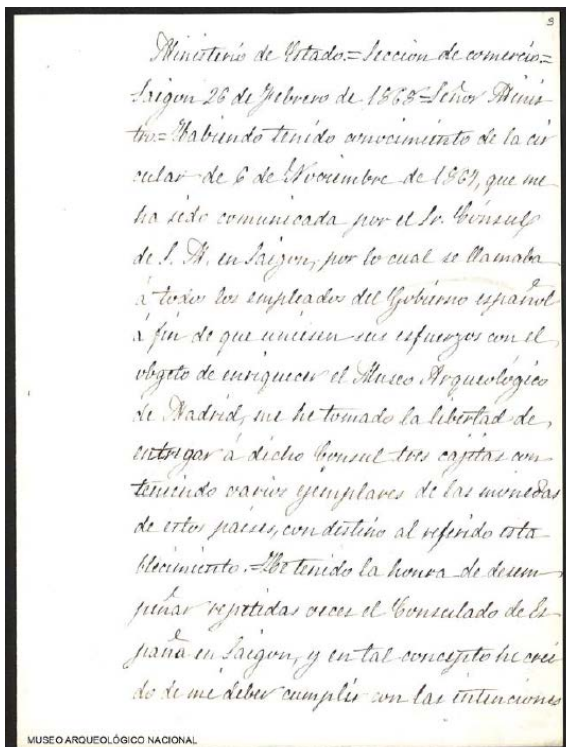 3
Ministerio de Estado.=Seccion de comercio=
Saigon 26 de Febrero de 1868=Señor Minis
tro.=Habiendo tenido conocimiento de la cir
cular de 6 de Noviembre de 1867, que me
ha sido comunicada por el Sr. Cónsul
de S. M. en Saigon, por lo cual se llamaba
á todos los empleados del Gobierno español
á fin de que uniesen sus esfuerzos con el
obgeto de enriquecer el Museo Arqueológico
de Madrid, me he tomado la libertad de
entregar á dicho Consul tres cajitas con
teniendo varios ejemplares de las monedas
de estos paises, con destino al referido esta
blecimiento.=He tenido la honra de desem
peñar repetidas veces el Consulado de Es
paña en Saigon, y en tal concepto he crei
do de mi deber cumplir con las intenciones
MUSEO ARQUEOLÓGICO NACIONAL